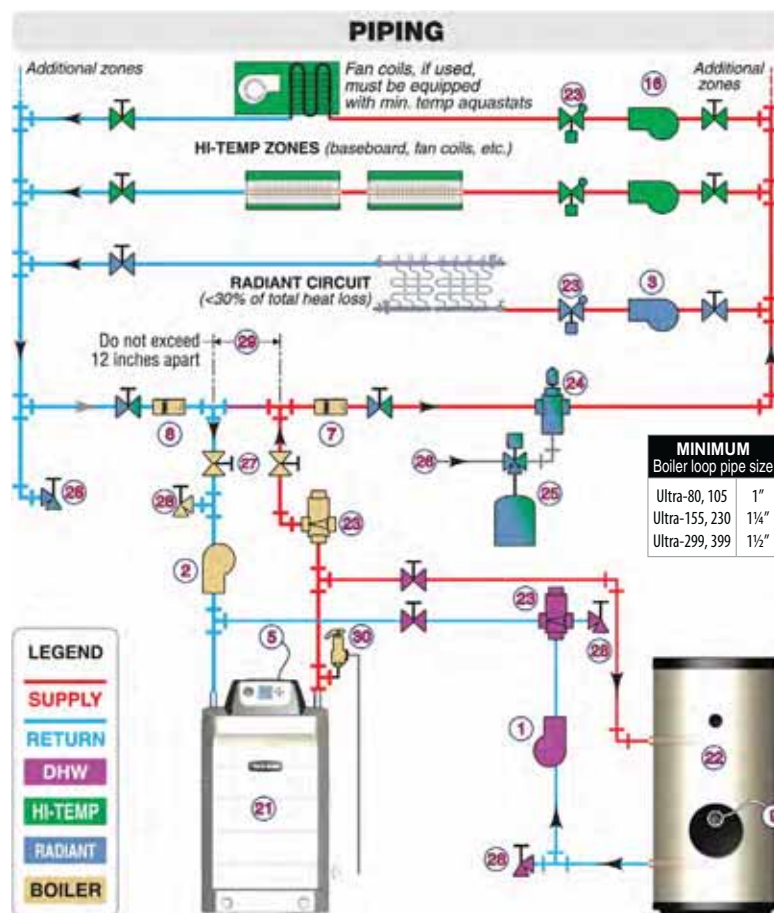 PIPING
Additional zones
Fan coils, if used,
must be equipped
with min. temp aquastats
Additional
zones
23
16
HI-TEMP ZONES (baseboard, fan coils, etc.)
RADIANT CIRCUIT
(<30% of total heat loss)
23
3
Do not exceed
12 inches apart
29
24
8
7
MINIMUM
Boiler loop pipe size
Ultra-80, 105 1"
Ultra-155, 230 1¼"
Ultra-299, 399 1½"
27
26
28
28
25
23
2
23
5
30
28
LEGEND
SUPPLY
RETURN
DHW
HI-TEMP
RADIANT
BOILER
1
22
21
28